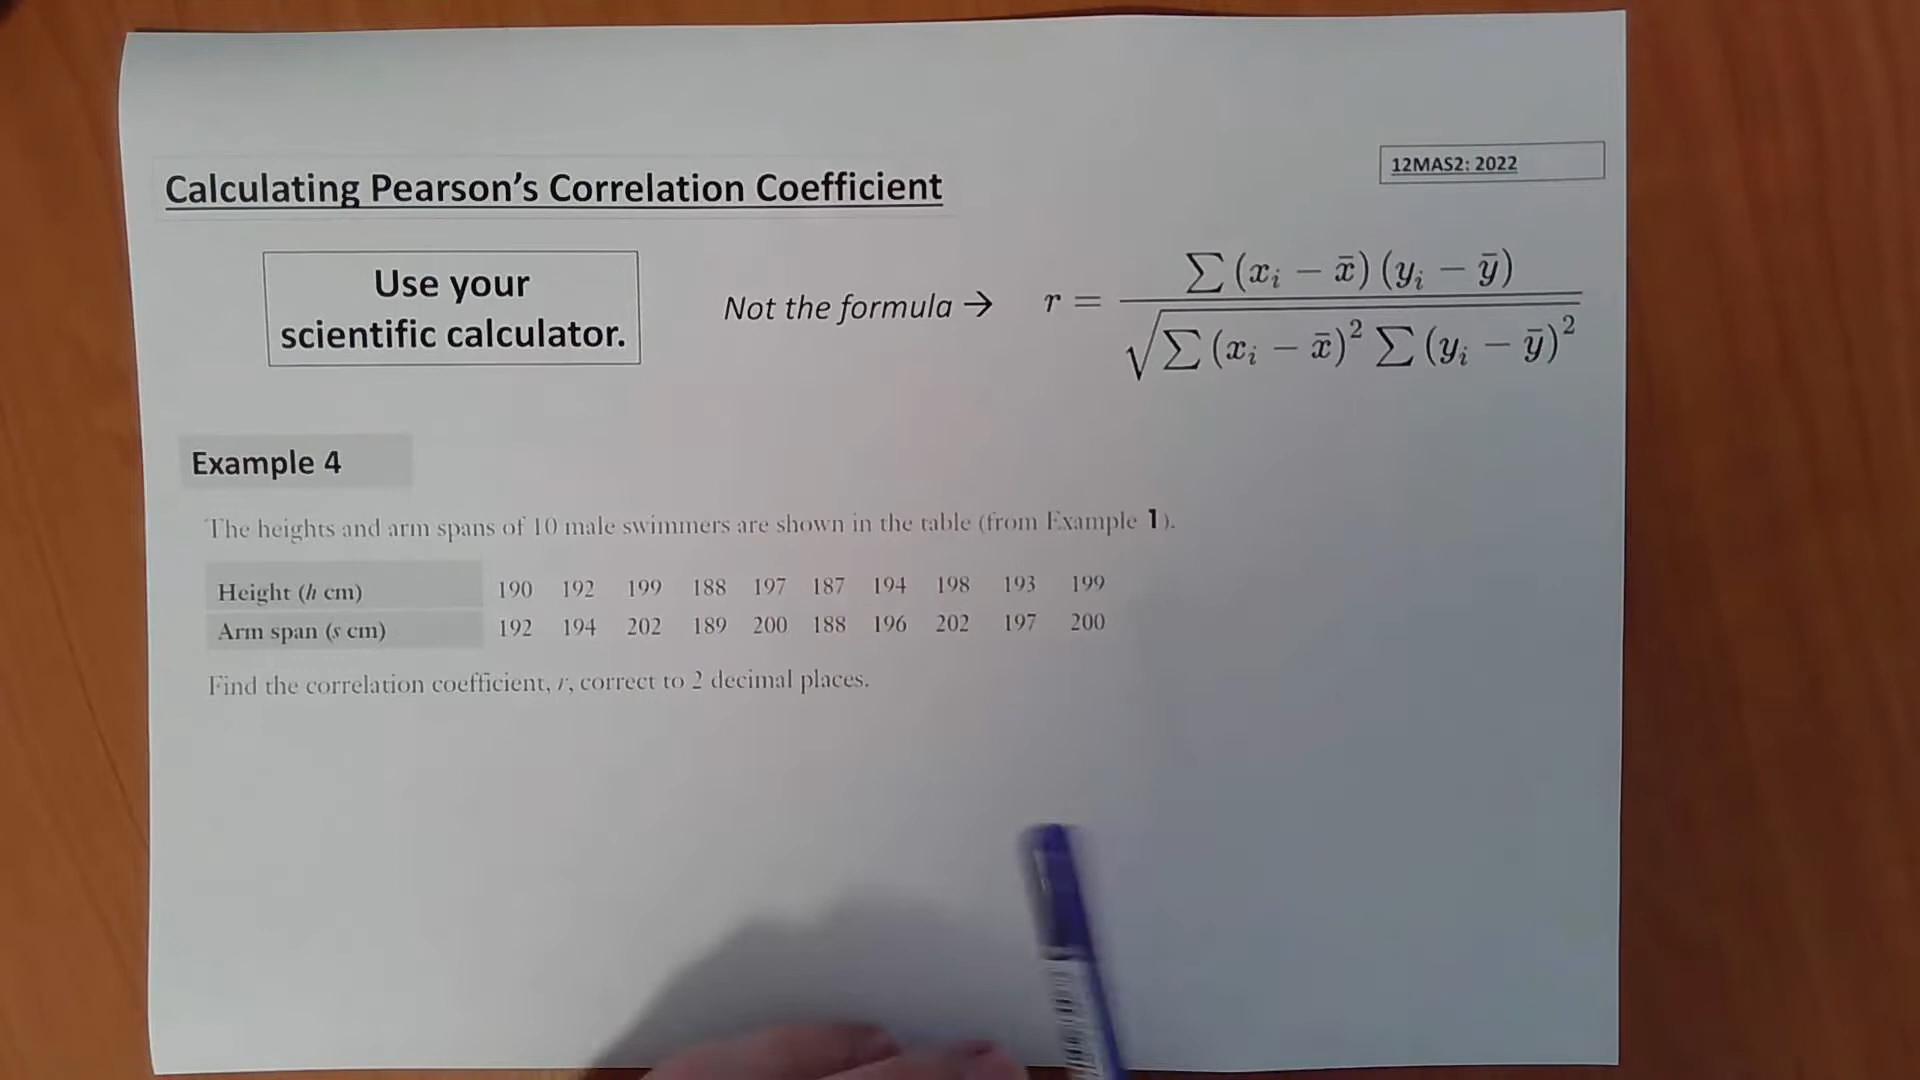 12MAS2: 2022
Calculating Pearson's Correlation Coefficient
Use your
scientific calculator.
Not the formula → r = ∑ (xᵢ − x̄) (yᵢ − ȳ) / √∑ (xᵢ − x̄)² ∑ (yᵢ − ȳ)²
Example 4
The heights and arm spans of 10 male swimmers are shown in the table (from Example 1).
Height (h cm) 190 192 199 188 197 187 194 198 193 199
Arm span (s cm) 192 194 202 189 200 188 196 202 197 200
Find the correlation coefficient, r, correct to 2 decimal places.